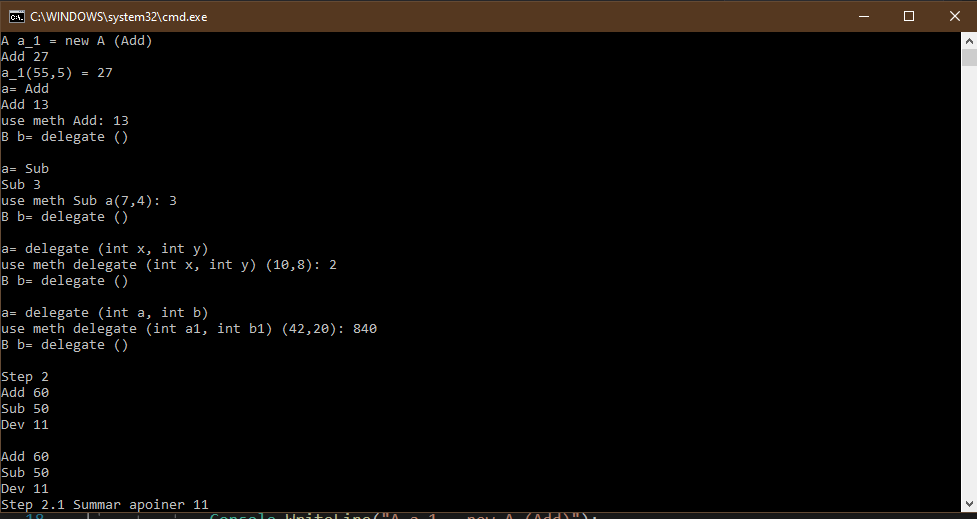 C:\WINDOWS\system32\cmd.exe
A a_1 = new A (Add)
Add 27
a_1(55,5) = 27
a= Add
Add 13
use meth Add: 13
B b= delegate ()
a= Sub
Sub 3
use meth Sub a(7,4): 3
B b= delegate ()
a= delegate (int x, int y)
use meth delegate (int x, int y) (10,8): 2
B b= delegate ()
a= delegate (int a, int b)
use meth delegate (int a1, int b1) (42,20): 840
B b= delegate ()
Step 2
Add 60
Sub 50
Dev 11
Add 60
Sub 50
Dev 11
Step 2.1 Summar apoiner 11
18 Console.WriteLine("A a_1 = new A (Add)");